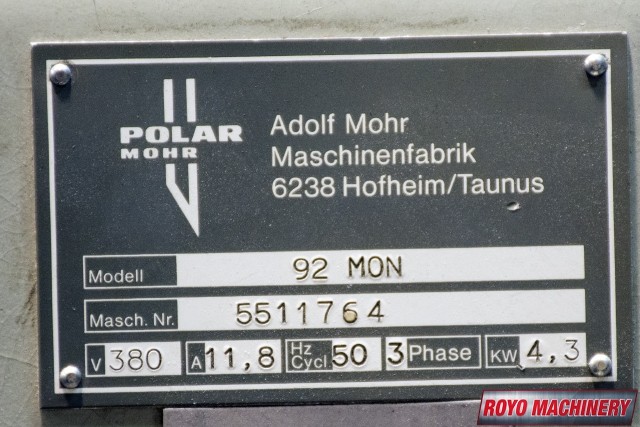 POLAR
MOHR
Adolf Mohr
Maschinenfabrik
6238 Hofheim/Taunus
Modell 92 MON
Masch. Nr. 5511764
V 380 A 11,8 Hz Cycl 50 3 Phase KW 4,3
ROYO MACHINERY